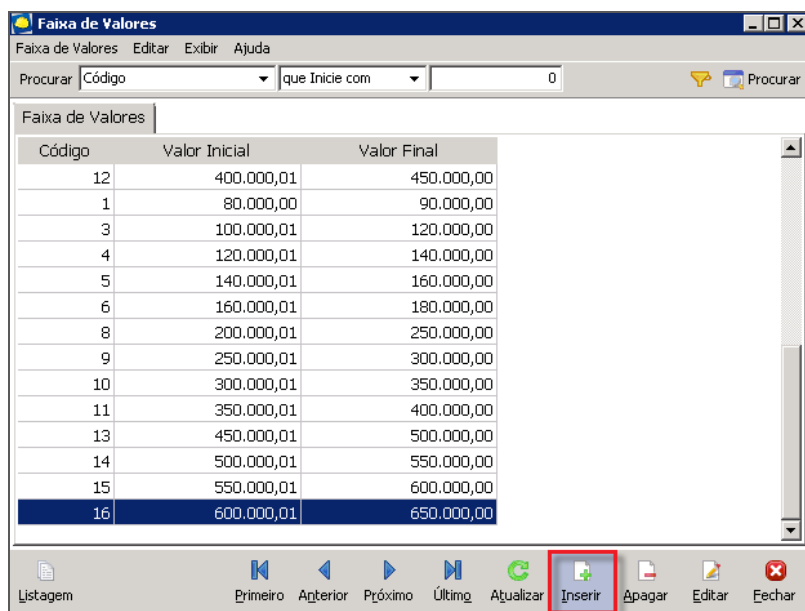 Faixa de Valores
Faixa de Valores Editar Exibir Ajuda
Procurar Código que Inicie com 0 Procurar
Faixa de Valores
Código Valor Inicial Valor Final
12 400.000,01 450.000,00
1 80.000,00 90.000,00
3 100.000,01 120.000,00
4 120.000,01 140.000,00
5 140.000,01 160.000,00
6 160.000,01 180.000,00
8 200.000,01 250.000,00
9 250.000,01 300.000,00
10 300.000,01 350.000,00
11 350.000,01 400.000,00
13 450.000,01 500.000,00
14 500.000,01 550.000,00
15 550.000,01 600.000,00
16 600.000,01 650.000,00
Listagem Primeiro Anterior Próximo Último Atualizar Inserir Apagar Editar Fechar